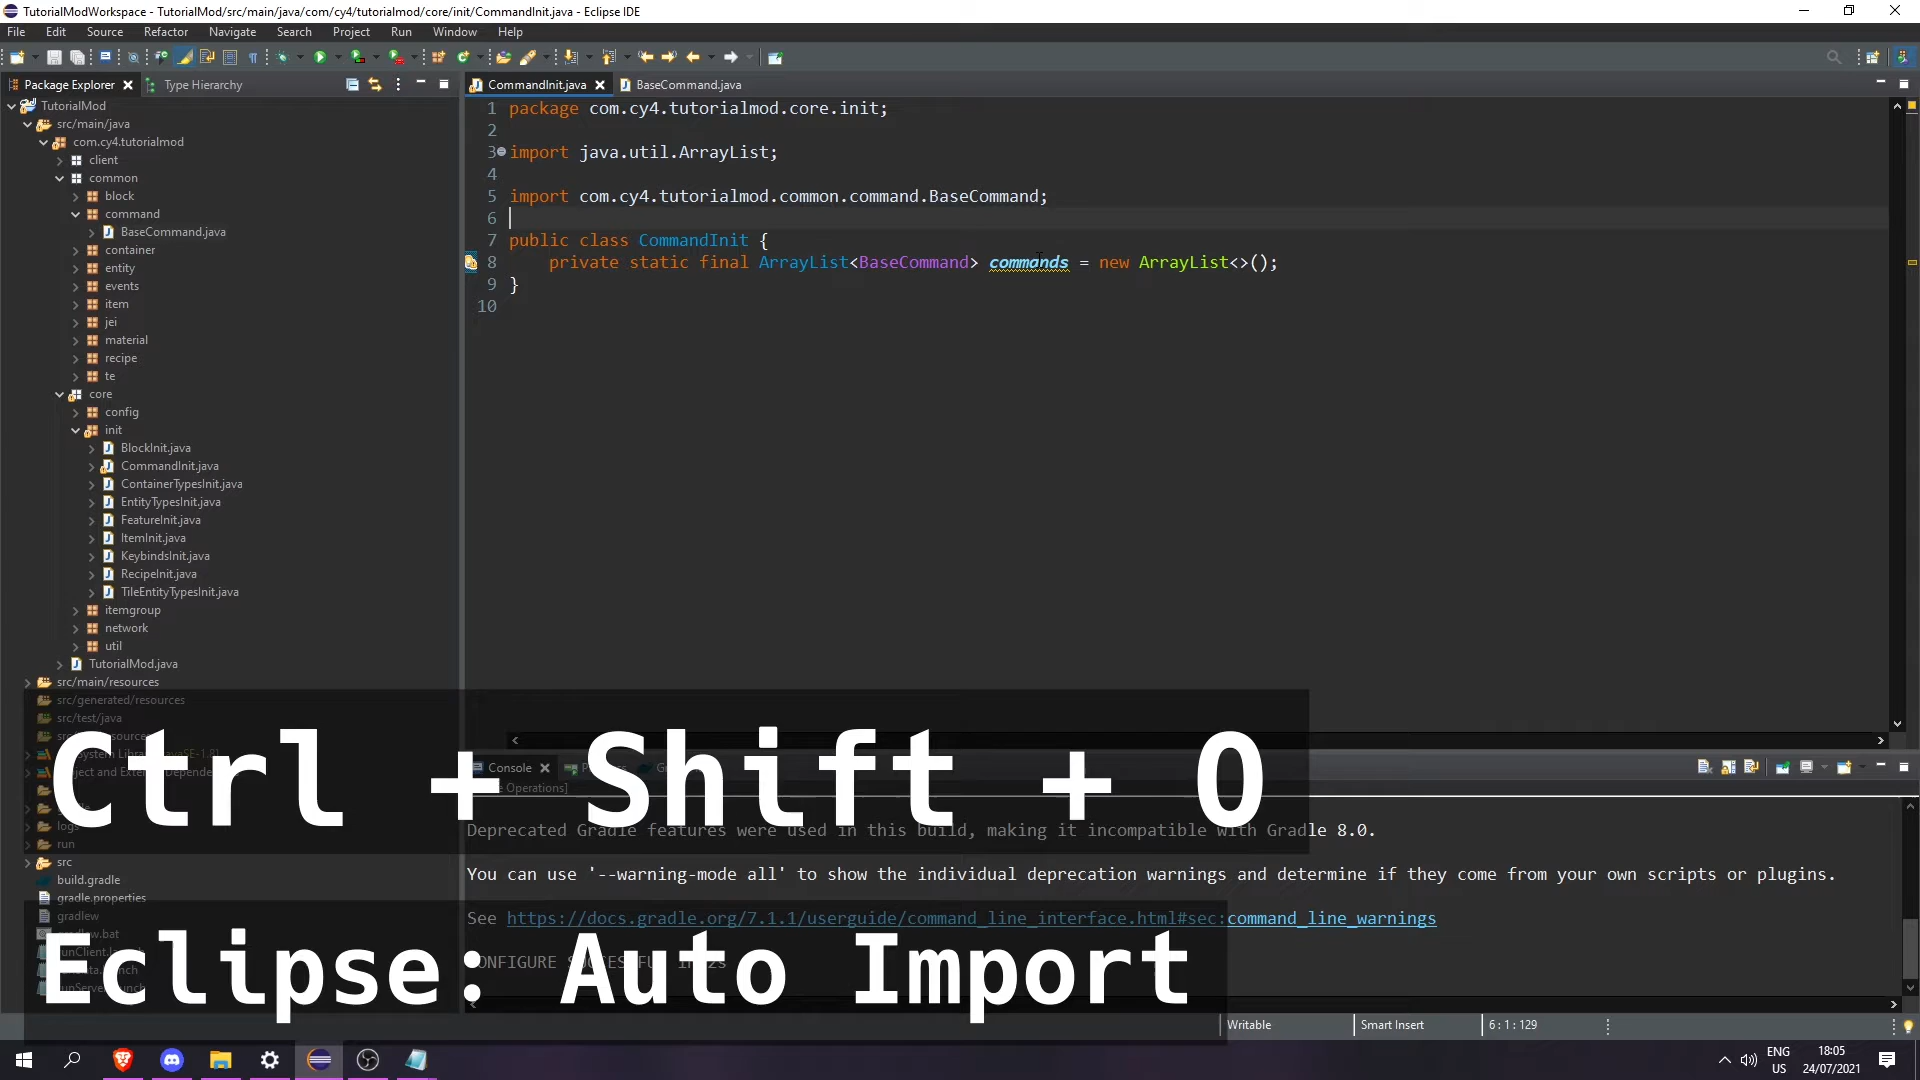 TutorialModWorkspace - TutorialMod/src/main/java/com/cy4/tutorialmod/core/init/CommandInit.java - Eclipse IDE
File Edit Source Refactor Navigate Search Project Run Window Help
Package Explorer Type Hierarchy
CommandInit.java BaseCommand.java
TutorialMod
src/main/java
com.cy4.tutorialmod
client
common
block
command
BaseCommand.java
container
entity
events
item
jei
material
recipe
te
core
config
init
BlockInit.java
CommandInit.java
ContainerTypesInit.java
EntityTypesInit.java
FeatureInit.java
ItemInit.java
KeybindsInit.java
RecipeInit.java
TileEntityTypesInit.java
itemgroup
network
util
TutorialMod.java
src/main/resources
src/generated/resources
src/test/java
logs
run
src
build.gradle
gradle.properties
gradlew
1 package com.cy4.tutorialmod.core.init;
2
3 import java.util.ArrayList;
4
5 import com.cy4.tutorialmod.common.command.BaseCommand;
6
7 public class CommandInit {
8 private static final ArrayList<BaseCommand> commands = new ArrayList<>();
9 }
10
Ctrl + Shift + O
Eclipse: Auto Import
Console
Operations]
Deprecated Gradle features were used in this build, making it incompatible with Gradle 8.0.
You can use '--warning-mode all' to show the individual deprecation warnings and determine if they come from your own scripts or plugins.
See https://docs.gradle.org/7.1.1/userguide/command_line_interface.html#sec:command_line_warnings
Writable Smart Insert 6 : 1 : 129
ENG
US
18:05
24/07/2021